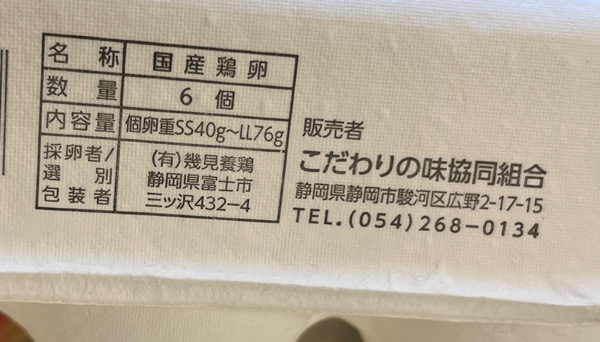 名称 国産鶏卵
数量 6個
内容量 個卵重SS40g～LL76g
採卵者/選別包装者 (有)幾見養鶏
静岡県富士市
三ッ沢432-4
販売者
こだわりの味協同組合
静岡県静岡市駿河区広野2-17-15
TEL.(054)268-0134